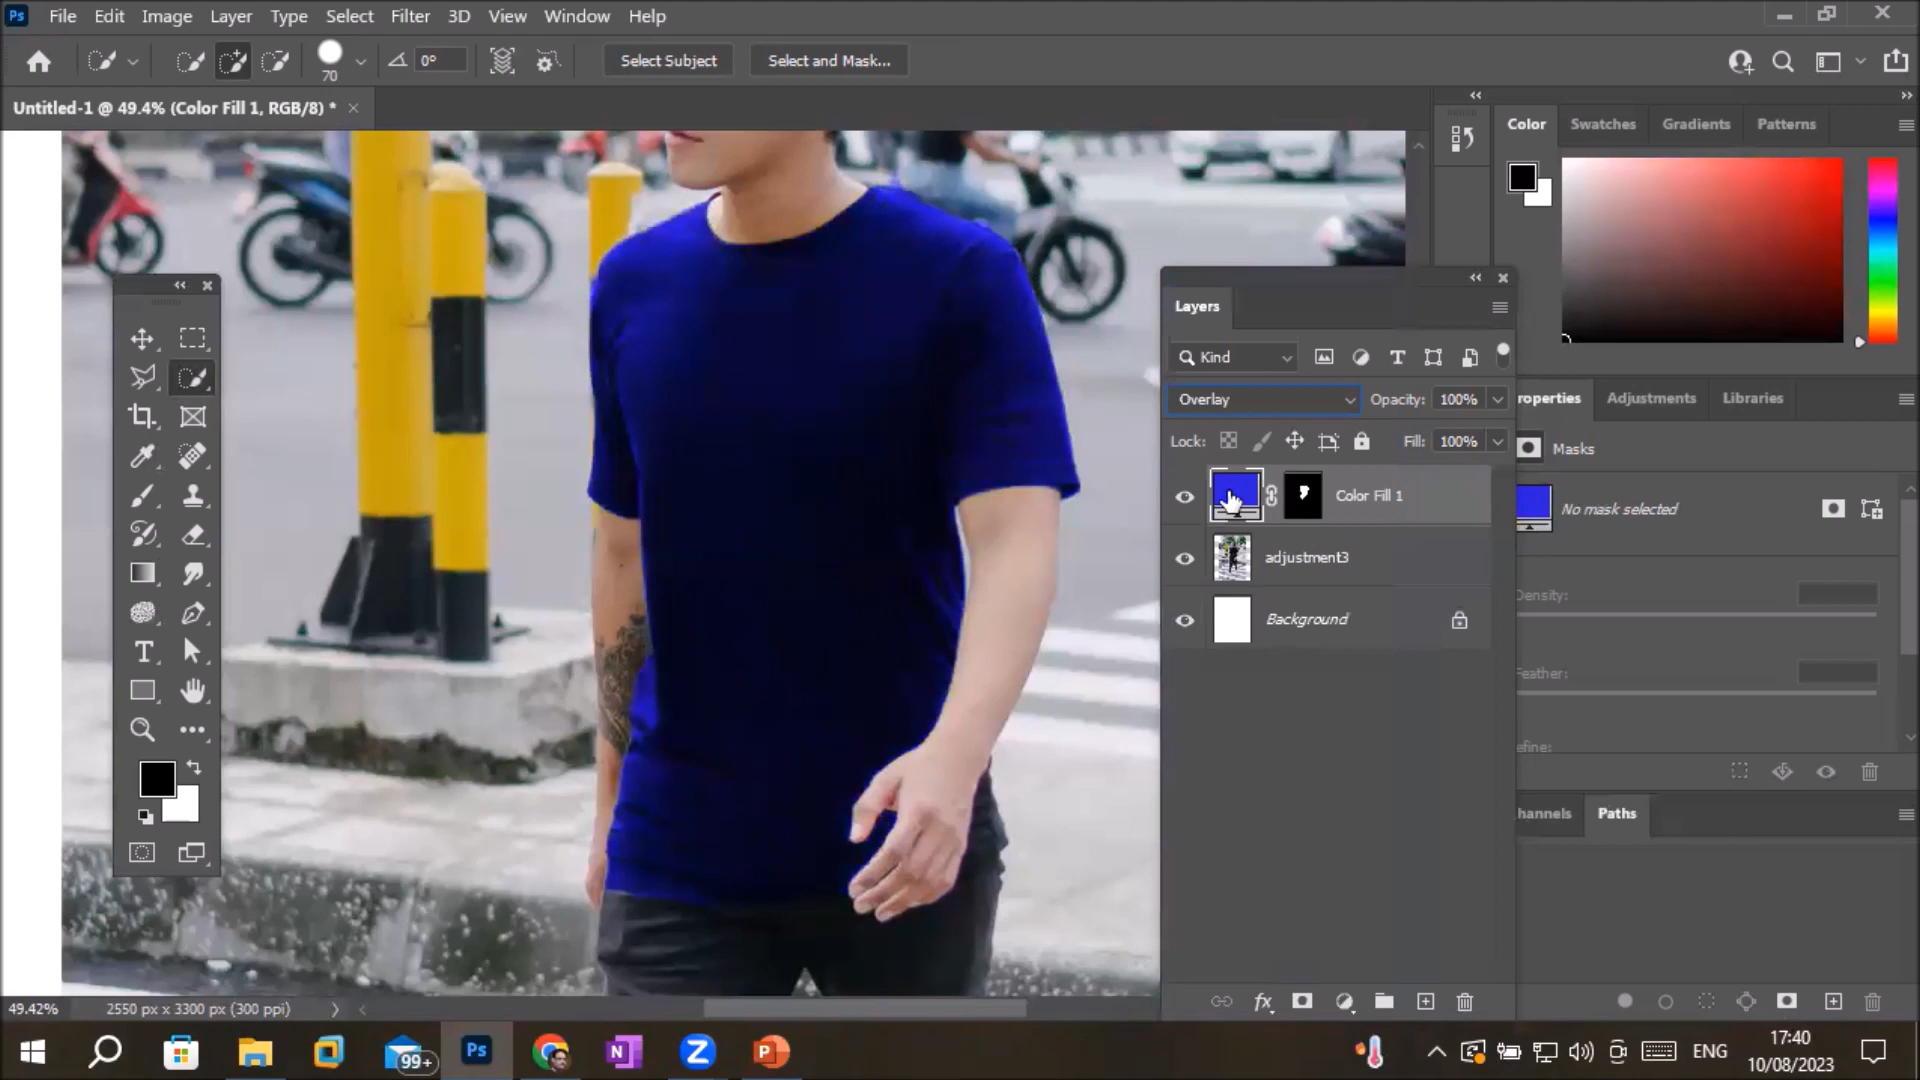 Ps File Edit Image Layer Type Select Filter 3D View Window Help
70 0° Select Subject Select and Mask...
Untitled-1 @ 49.4% (Color Fill 1, RGB/8) * ×
Color Swatches Gradients Patterns
Layers
Kind
Overlay Opacity: 100%
Lock: Fill: 100%
Color Fill 1
adjustment3
Background
fx
roperties Adjustments Libraries
Masks
No mask selected
Density:
Feather:
efine:
hannels Paths
49.42% 2550 px x 3300 px (300 ppi)
99+ Ps N Z P ENG 17:40
10/08/2023